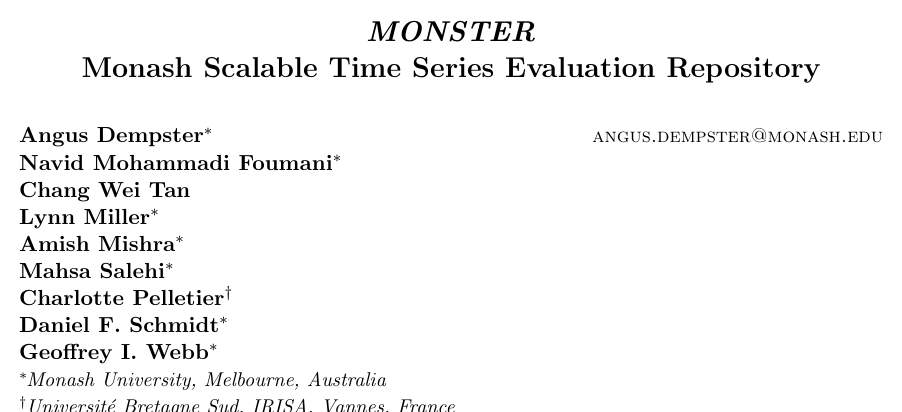 MONSTER
Monash Scalable Time Series Evaluation Repository
Angus Dempster* ANGUS.DEMPSTER@MONASH.EDU
Navid Mohammadi Foumani*
Chang Wei Tan
Lynn Miller*
Amish Mishra*
Mahsa Salehi*
Charlotte Pelletier†
Daniel F. Schmidt*
Geoffrey I. Webb*
*Monash University, Melbourne, Australia
†Université Bretagne Sud, IRISA, Vannes, France